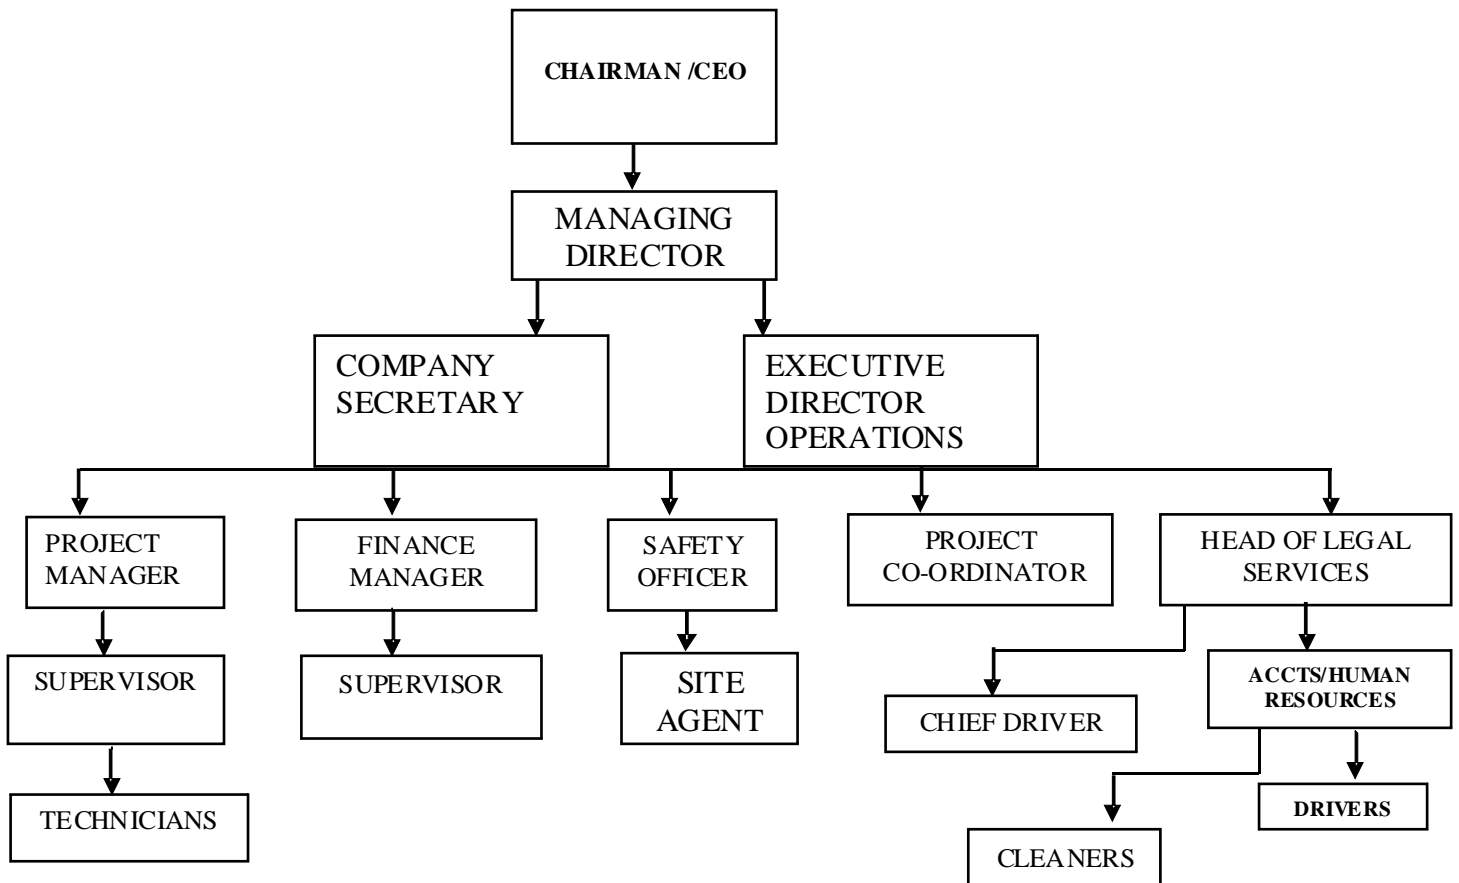 CHAIRMAN /CEO
MANAGING
DIRECTOR
COMPANY
SECRETARY
EXECUTIVE
DIRECTOR
OPERATIONS
PROJECT
MANAGER
FINANCE
MANAGER
SAFETY
OFFICER
PROJECT
CO-ORDINATOR
HEAD OF LEGAL
SERVICES
SUPERVISOR
SUPERVISOR
SITE
AGENT
CHIEF DRIVER
ACCTS/HUMAN
RESOURCES
TECHNICIANS
CLEANERS
DRIVERS